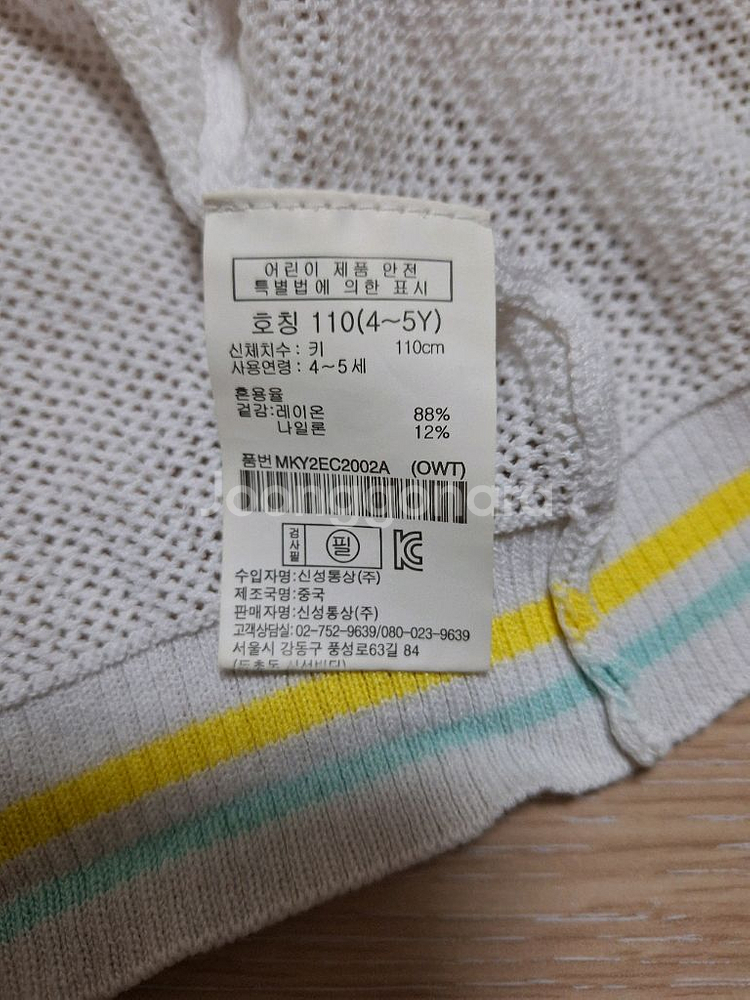 어린이 제품 안전
특별법에 의한 표시
호칭 110(4~5Y)
신체치수 : 키 110cm
사용연령 : 4~5세
혼용율
겉감:레이온 88%
나일론 12%
품번 MKY2EC2002A (OWT)
Joonggonara
검사필 필 KC
수입자명:신성통상(주)
제조국명:중국
판매자명:신성통상(주)
고객상담실: 02-752-9639/080-023-9639
서울시 강동구 풍성로63길 84